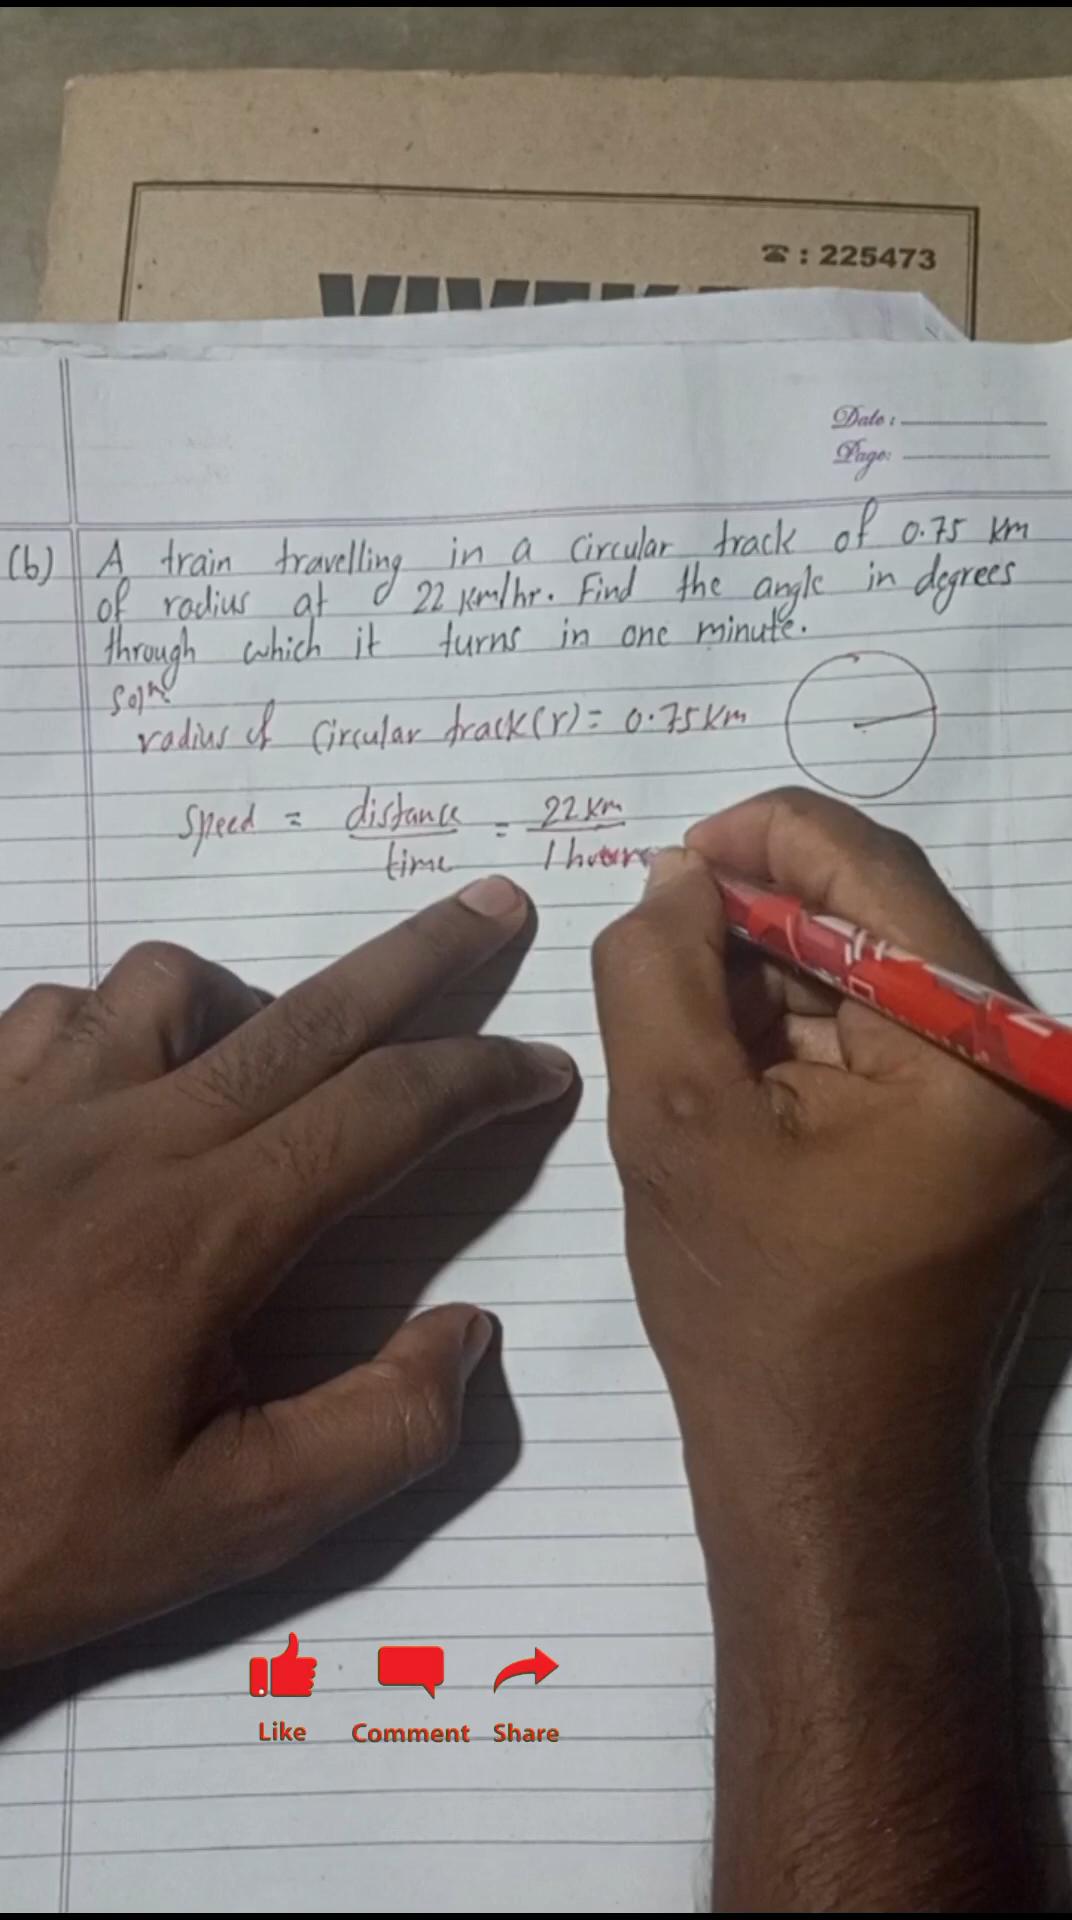 ☎ : 225473
Date :
Page:
(b) A train travelling in a circular track of 0.75 km
of radius at 22 km/hr. Find the angle in degrees
through which it turns in one minute.
Soln
radius of circular track(r) = 0.75 km
Speed = distance/time = 22 km/1 hour
Like Comment Share